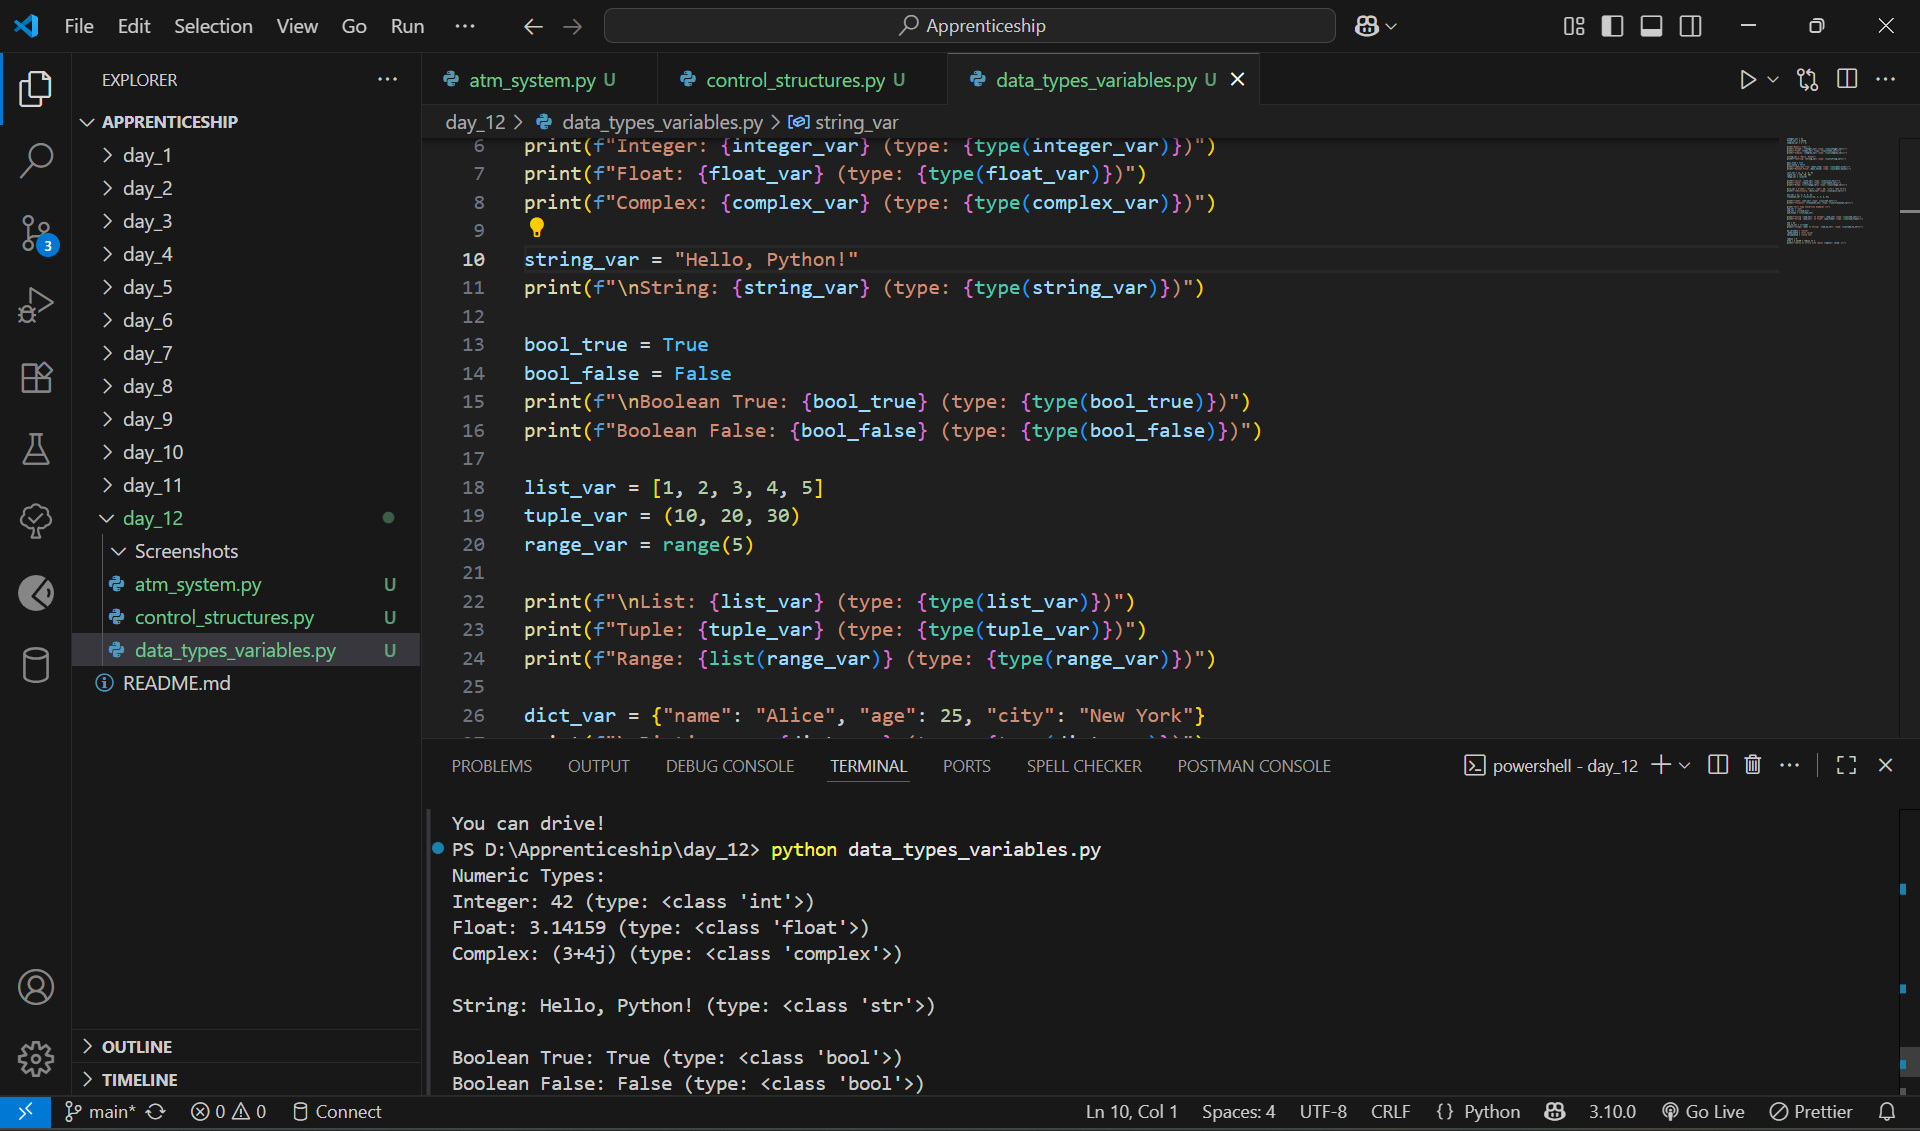 File Edit Selection View Go Run ··· Apprenticeship
EXPLORER ···
APPRENTICESHIP
day_1
day_2
day_3
day_4
day_5
day_6
day_7
day_8
day_9
day_10
day_11
day_12
Screenshots
atm_system.py U
control_structures.py U
data_types_variables.py U
README.md
OUTLINE
TIMELINE
3
atm_system.py U control_structures.py U data_types_variables.py U
day_12 > data_types_variables.py > string_var
6 print(f"Integer: {integer_var} (type: {type(integer_var)})")
7 print(f"Float: {float_var} (type: {type(float_var)})")
8 print(f"Complex: {complex_var} (type: {type(complex_var)})")
9
10 string_var = "Hello, Python!"
11 print(f"\nString: {string_var} (type: {type(string_var)})")
12
13 bool_true = True
14 bool_false = False
15 print(f"\nBoolean True: {bool_true} (type: {type(bool_true)})")
16 print(f"Boolean False: {bool_false} (type: {type(bool_false)})")
17
18 list_var = [1, 2, 3, 4, 5]
19 tuple_var = (10, 20, 30)
20 range_var = range(5)
21
22 print(f"\nList: {list_var} (type: {type(list_var)})")
23 print(f"Tuple: {tuple_var} (type: {type(tuple_var)})")
24 print(f"Range: {list(range_var)} (type: {type(range_var)})")
25
26 dict_var = {"name": "Alice", "age": 25, "city": "New York"}
PROBLEMS OUTPUT DEBUG CONSOLE TERMINAL PORTS SPELL CHECKER POSTMAN CONSOLE powershell - day_12
You can drive!
PS D:\Apprenticeship\day_12> python data_types_variables.py
Numeric Types:
Integer: 42 (type: <class 'int'>)
Float: 3.14159 (type: <class 'float'>)
Complex: (3+4j) (type: <class 'complex'>)
String: Hello, Python! (type: <class 'str'>)
Boolean True: True (type: <class 'bool'>)
Boolean False: False (type: <class 'bool'>)
main* 0 0 Connect Ln 10, Col 1 Spaces: 4 UTF-8 CRLF {} Python 3.10.0 Go Live Prettier